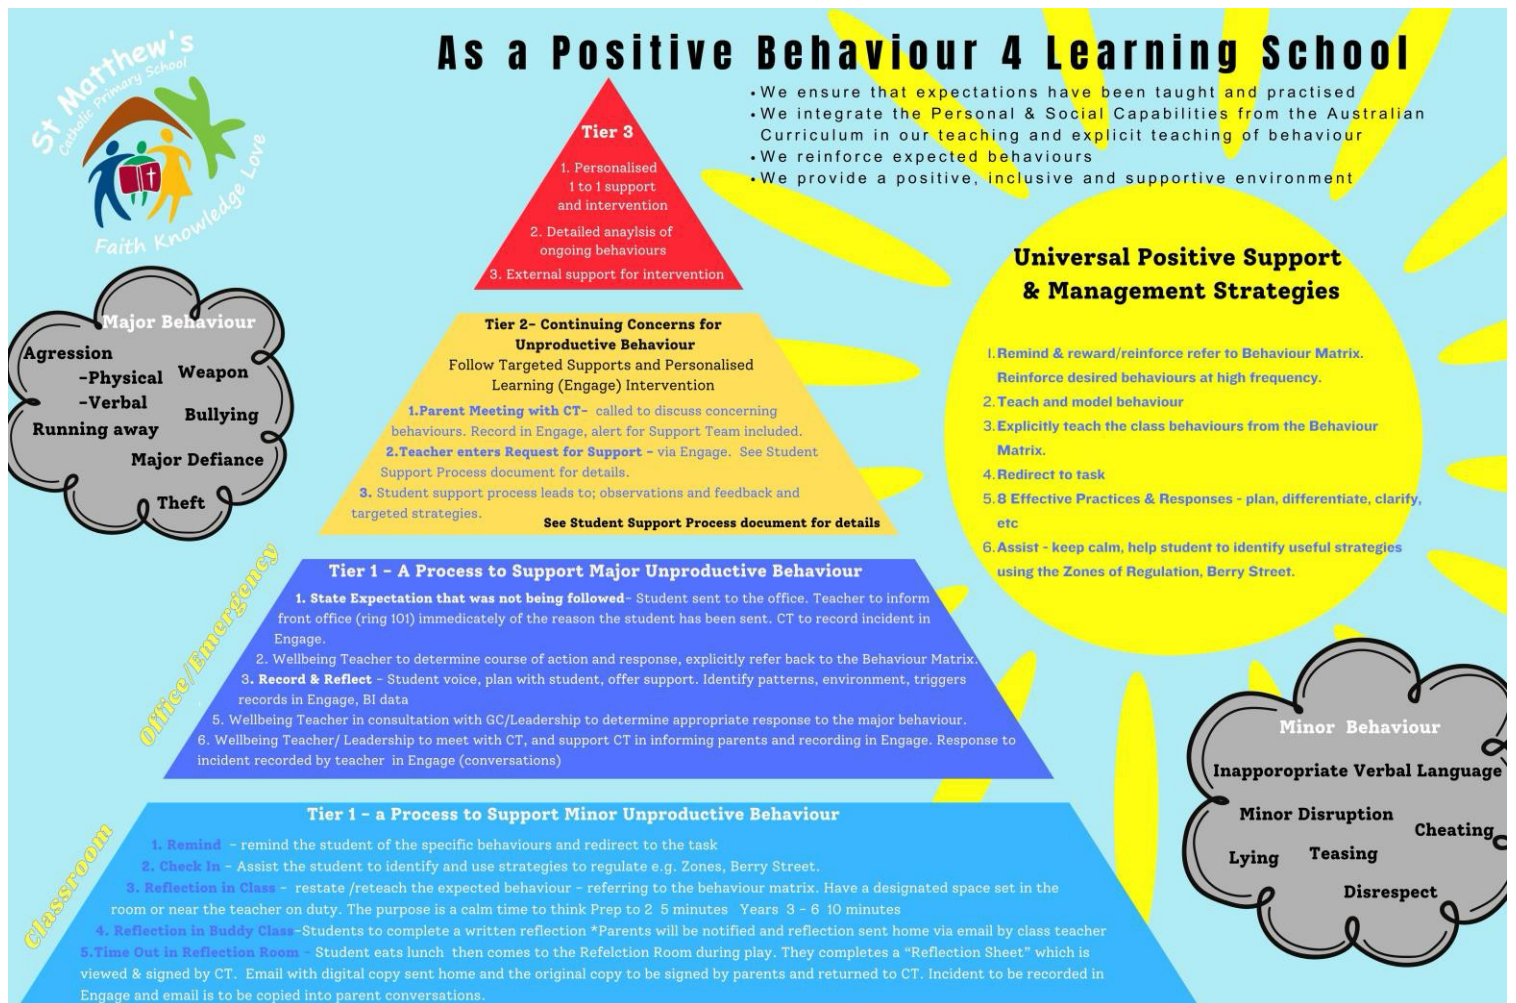 St Matthew's
Catholic Primary School
Faith Knowledge Love
As a Positive Behaviour 4 Learning School
•We ensure that expectations have been taught and practised
•We integrate the Personal & Social Capabilities from the Australian
Curriculum in our teaching and explicit teaching of behaviour
•We reinforce expected behaviours
•We provide a positive, inclusive and supportive environment
Tier 3
1. Personalised
1 to 1 support
and intervention
2. Detailed anaylsis of
ongoing behaviours
3. External support for intervention
Universal Positive Support
& Management Strategies
1. Remind & reward/reinforce refer to Behaviour Matrix.
Reinforce desired behaviours at high frequency.
2. Teach and model behaviour
3. Explicitly teach the class behaviours from the Behaviour
Matrix.
4. Redirect to task
5. 8 Effective Practices & Responses - plan, differentiate, clarify,
etc
6. Assist - keep calm, help student to identify useful strategies
using the Zones of Regulation, Berry Street.
Major Behaviour
Agression
-Physical
-Verbal
Weapon
Bullying
Running away
Major Defiance
Theft
Tier 2- Continuing Concerns for
Unproductive Behaviour
Follow Targeted Supports and Personalised
Learning (Engage) Intervention
1.Parent Meeting with CT- called to discuss concerning
behaviours. Record in Engage, alert for Support Team included.
2.Teacher enters Request for Support - via Engage. See Student
Support Process document for details.
3. Student support process leads to; observations and feedback and
targeted strategies.
See Student Support Process document for details
Office/Emergency
Tier 1 - A Process to Support Major Unproductive Behaviour
1. State Expectation that was not being followed- Student sent to the office. Teacher to inform
front office (ring 101) immedicately of the reason the student has been sent. CT to record incident in
Engage.
2. Wellbeing Teacher to determine course of action and response, explicitly refer back to the Behaviour Matrix.
3. Record & Reflect - Student voice, plan with student, offer support. Identify patterns, environment, triggers
records in Engage, BI data
5. Wellbeing Teacher in consultation with GC/Leadership to determine appropriate response to the major behaviour.
6. Wellbeing Teacher/ Leadership to meet with CT, and support CT in informing parents and recording in Engage. Response to
incident recorded by teacher in Engage (conversations)
Minor Behaviour
Inapporopriate Verbal Language
Minor Disruption
Cheating
Lying
Teasing
Disrespect
Classroom
Tier 1 - a Process to Support Minor Unproductive Behaviour
1. Remind - remind the student of the specific behaviours and redirect to the task
2. Check In - Assist the student to identify and use strategies to regulate e.g. Zones, Berry Street.
3. Reflection in Class - restate /reteach the expected behaviour - referring to the behaviour matrix. Have a designated space set in the
room or near the teacher on duty. The purpose is a calm time to think Prep to 2 5 minutes Years 3 - 6 10 minutes
4. Reflection in Buddy Class-Students to complete a written reflection *Parents will be notified and reflection sent home via email by class teacher
5.Time Out in Reflection Room - Student eats lunch then comes to the Refelction Room during play. They completes a "Reflection Sheet" which is
viewed & signed by CT. Email with digital copy sent home and the original copy to be signed by parents and returned to CT. Incident to be recorded in
Engage and email is to be copied into parent conversations.